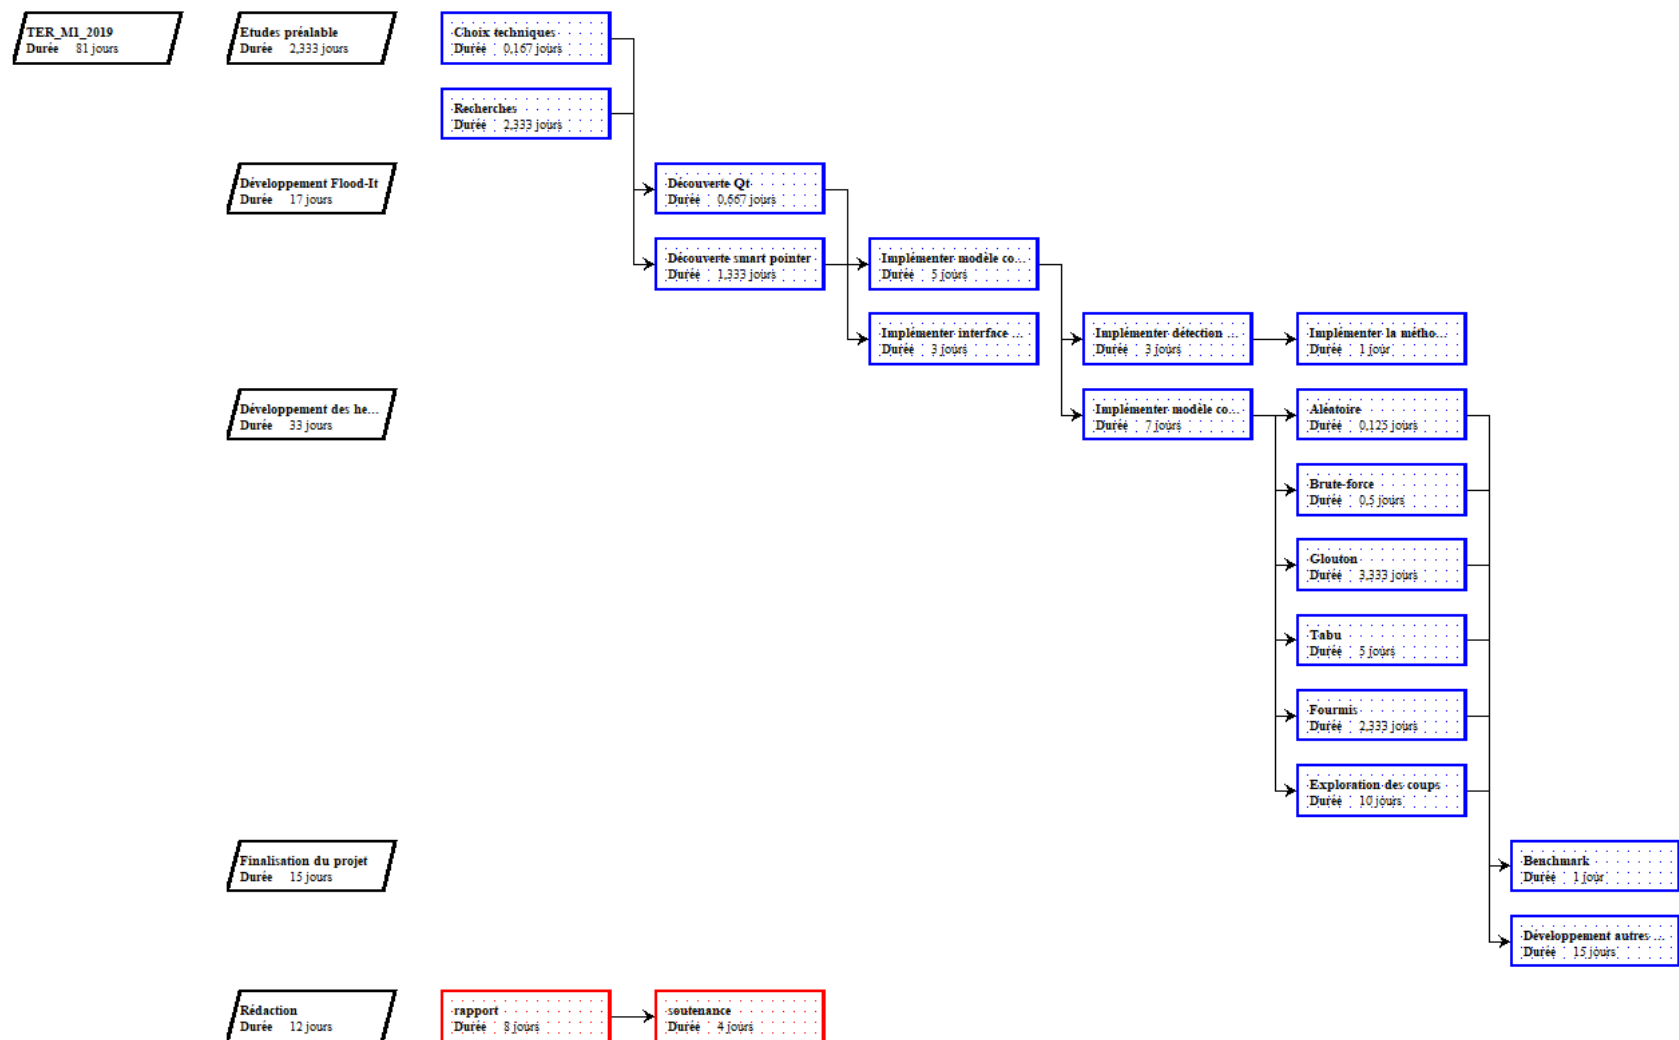 TER_M1_2019
Durée 81 jours
Etudes préalable
Durée 2,333 jours
Choix techniques
Durée 0,167 jours
Recherches
Durée 2,333 jours
Développement Flood-It
Durée 17 jours
Découverte Qt
Durée 0,667 jours
Découverte smart pointer
Durée 1,333 jours
Implémenter modèle co...
Durée 5 jours
Implémenter interface ...
Durée 3 jours
Implémenter détection ...
Durée 3 jours
Implémenter la métho...
Durée 1 jour
Développement des he...
Durée 33 jours
Implémenter modèle co...
Durée 7 jours
Aléatoire
Durée 0,125 jours
Brute-force
Durée 0,5 jours
Glouton
Durée 3,333 jours
Tabu
Durée 5 jours
Fourmis
Durée 2,333 jours
Exploration des coups
Durée 10 jours
Finalisation du projet
Durée 15 jours
Benchmark
Durée 1 jour
Développement autres ...
Durée 15 jours
Rédaction
Durée 12 jours
rapport
Durée 8 jours
soutenance
Durée 4 jours